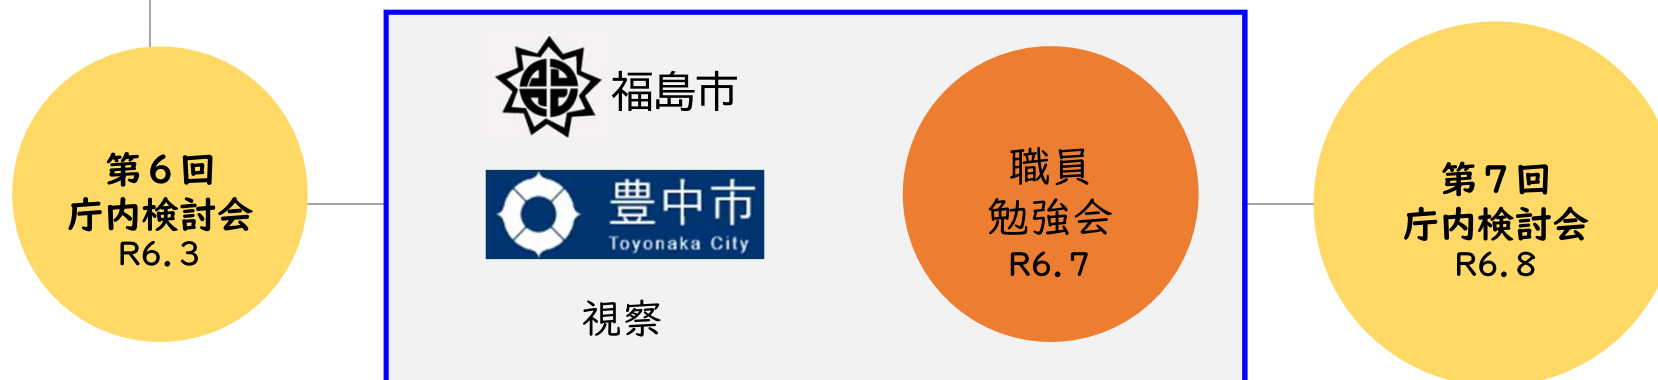 第６回
庁内検討会
R6.3
福島市
豊中市
Toyonaka City
視察
職員
勉強会
R6.7
第７回
庁内検討会
R6.8